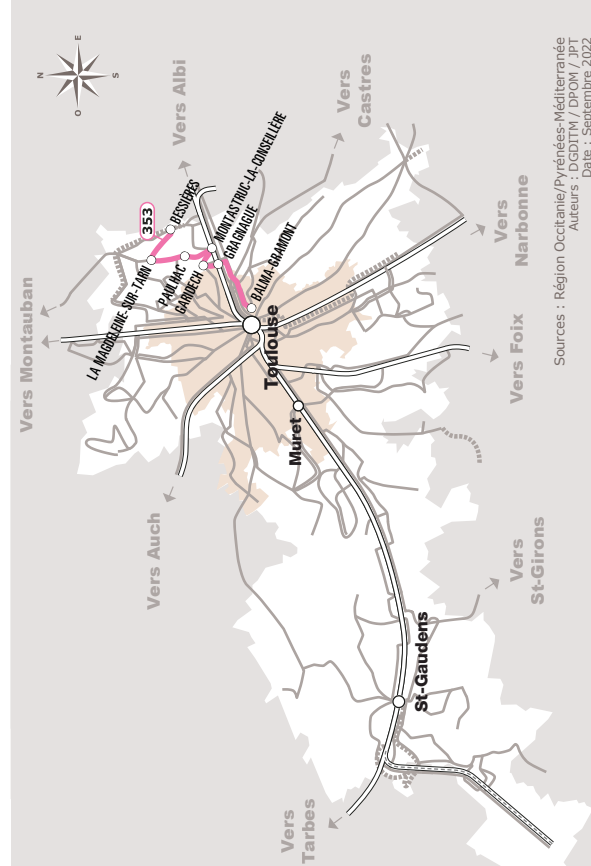 N
E
S
O
Vers Montauban
Vers Albi
Vers
Castres
353
BESSIÈRES
LA MAGDELEINE-SUR-TARN
PAULHAC
GARIDECH
MONTASTRUC-LA-CONSEILLÈRE
GRAGNAGUE
BALMA-GRAMONT
Toulouse
Muret
Vers Auch
Vers
Narbonne
Vers Foix
Vers
St-Girons
St-Gaudens
Vers
Tarbes
Sources : Région Occitanie/Pyrénées-Méditerranée
Auteurs : DGDITM / DPOM / JPT
Date : Septembre 2022